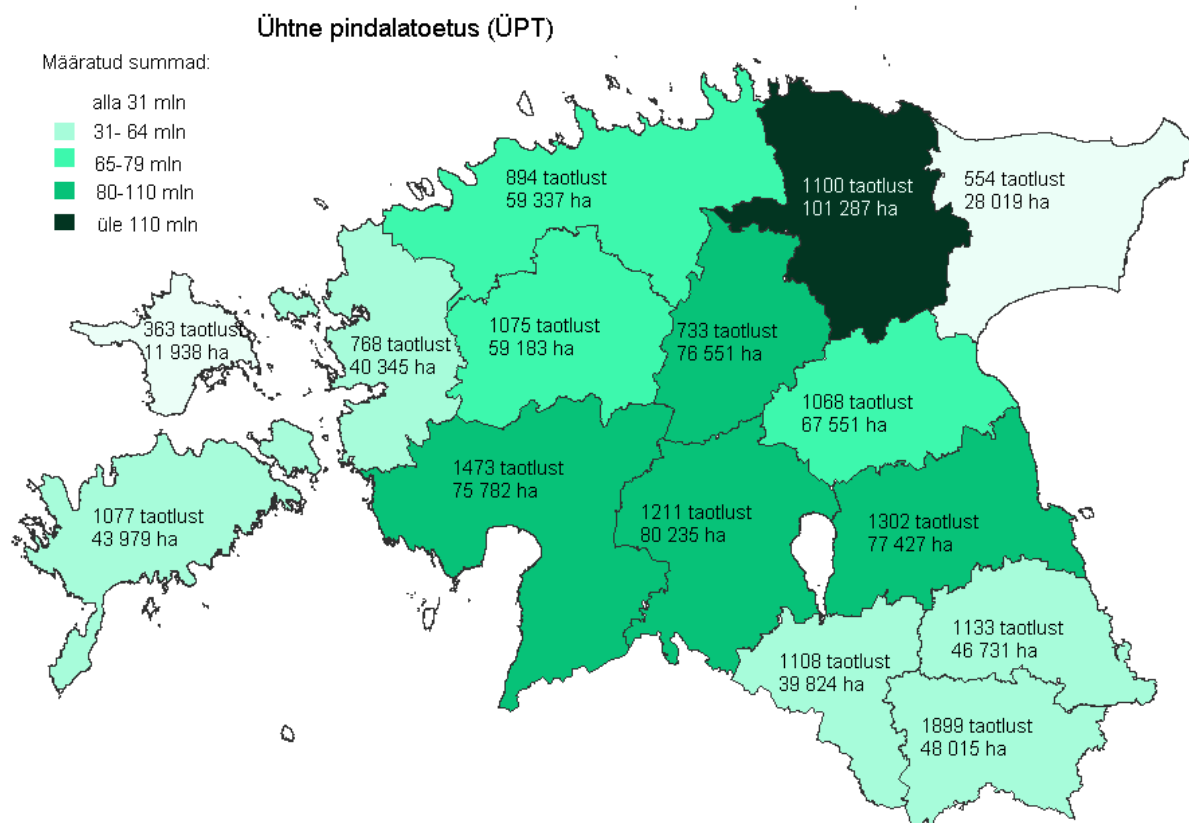 Ühtne pindalatoetus (ÜPT)
Määratud summad:
alla 31 mln
31- 64 mln
65-79 mln
80-110 mln
üle 110 mln
894 taotlust
59 337 ha
1100 taotlust
101 287 ha
554 taotlust
28 019 ha
363 taotlust
11 938 ha
768 taotlust
40 345 ha
1075 taotlust
59 183 ha
733 taotlust
76 551 ha
1068 taotlust
67 551 ha
1077 taotlust
43 979 ha
1473 taotlust
75 782 ha
1211 taotlust
80 235 ha
1302 taotlust
77 427 ha
1108 taotlust
39 824 ha
1133 taotlust
46 731 ha
1899 taotlust
48 015 ha